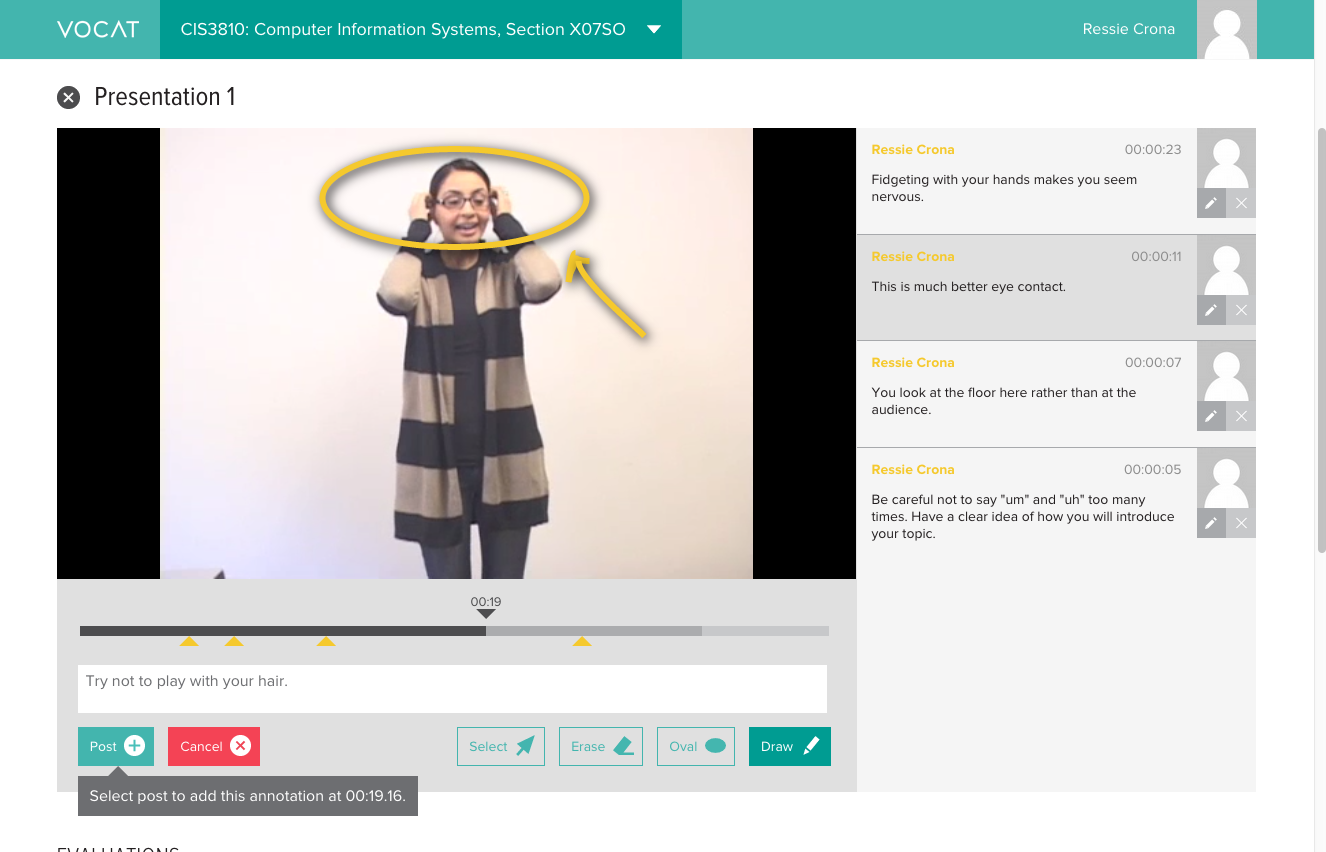 VOCAT
CIS3810: Computer Information Systems, Section X07SO
Ressie Crona
Presentation 1
Ressie Crona 00:00:23
Fidgeting with your hands makes you seem
nervous.
Ressie Crona 00:00:11
This is much better eye contact.
Ressie Crona 00:00:07
You look at the floor here rather than at the
audience.
Ressie Crona 00:00:05
Be careful not to say "um" and "uh" too many
times. Have a clear idea of how you will introduce
your topic.
00:19
Try not to play with your hair.
Post Cancel Select Erase Oval Draw
Select post to add this annotation at 00:19.16.
EVALUATIONS